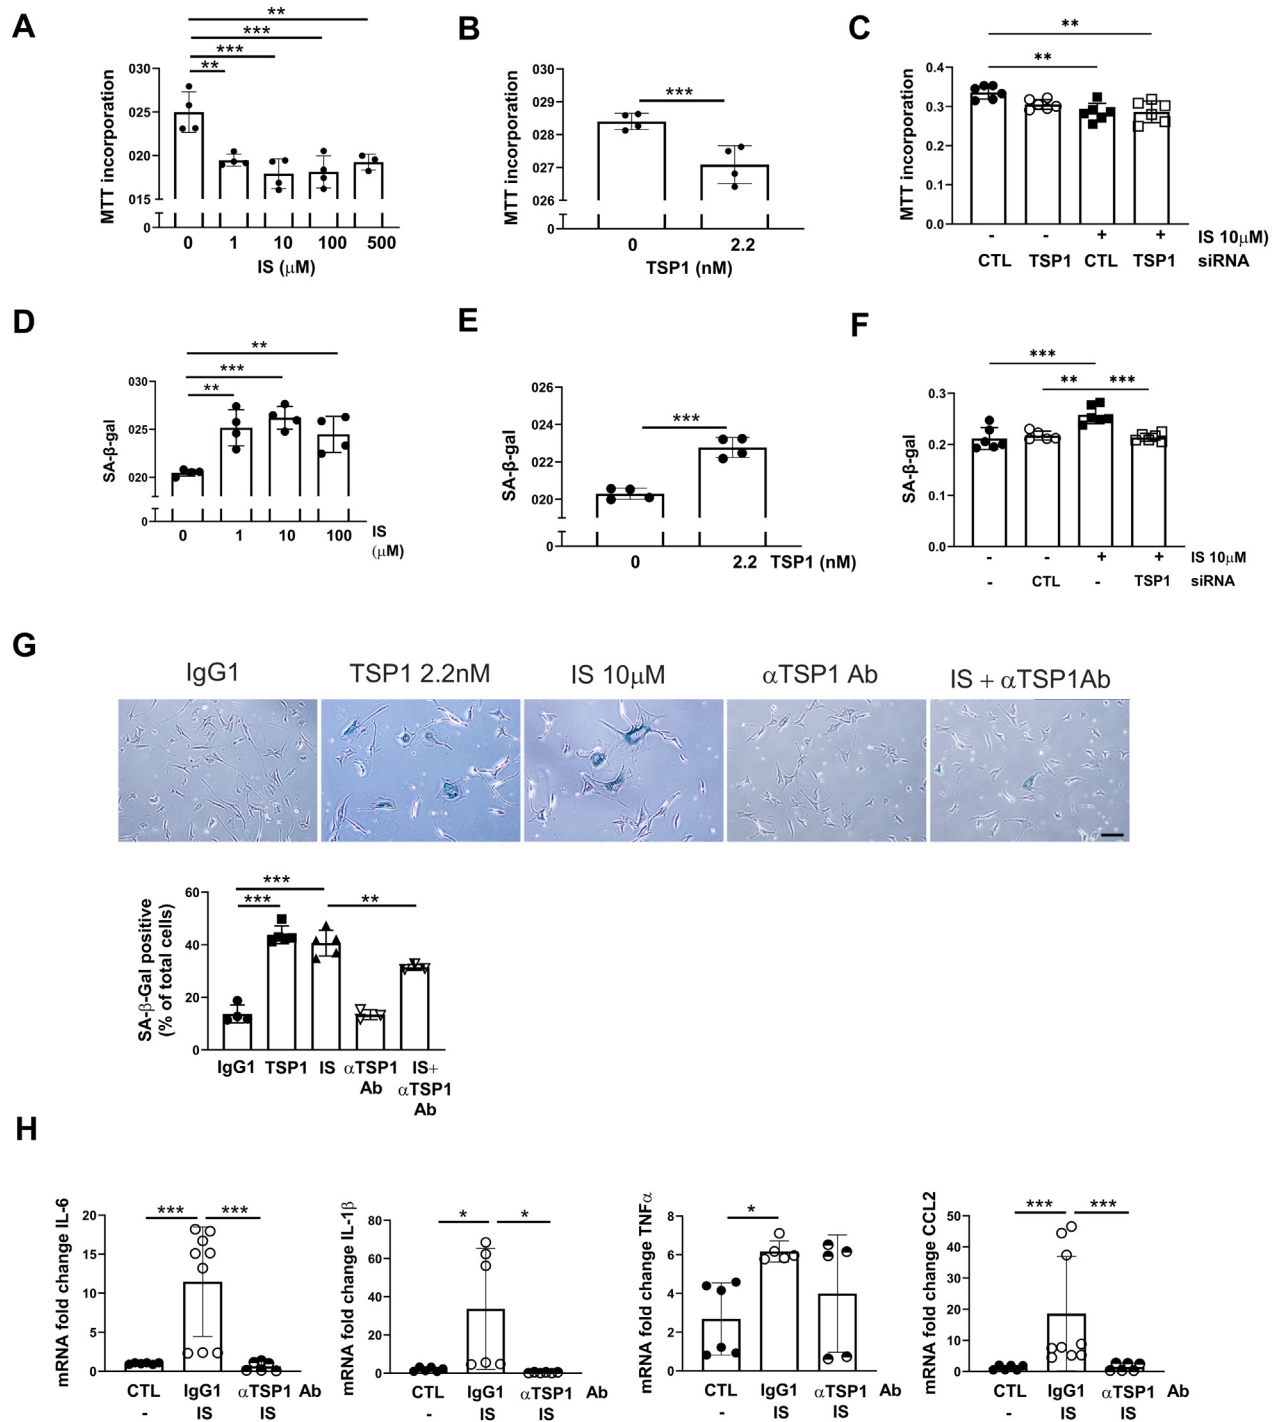 A
MTT incorporation
030
025
020
015
0
** 
***
***
**
0 1 10 100 500
IS (μM)
B
MTT incorporation
030
029
028
027
026
0
***
0 2.2
TSP1 (nM)
C
MTT incorporation
0.4
0.3
0.2
0.1
0.0
**
**
- - + + IS 10μM)
CTL TSP1 CTL TSP1 siRNA
D
SA-β-gal
030
025
020
0
**
***
**
0 1 10 100 IS
(μM)
E
SA-β-gal
026
024
022
020
0
***
0 2.2 TSP1 (nM)
F
SA-β-gal
0.3
0.2
0.1
0.0
***
** ***
- - + + IS 10μM
- CTL - TSP1 siRNA
G
IgG1 TSP1 2.2nM IS 10μM αTSP1 Ab IS + αTSP1Ab
SA-β-Gal positive
(% of total cells)
60
40
20
0
***
*** **
IgG1 TSP1 IS αTSP1 IS+
Ab αTSP1
Ab
H
mRNA fold change IL-6
20
15
10
5
0
*** ***
CTL IgG1 αTSP1 Ab
- IS IS
mRNA fold change IL-1β
80
60
40
20
0
* *
CTL IgG1 αTSP1 Ab
- IS IS
mRNA fold change TNFα
8
6
4
2
0
*
CTL IgG1 αTSP1 Ab
- IS IS
mRNA fold change CCL2
50
40
30
20
10
0
*** ***
CTL IgG1 αTSP1 Ab
- IS IS